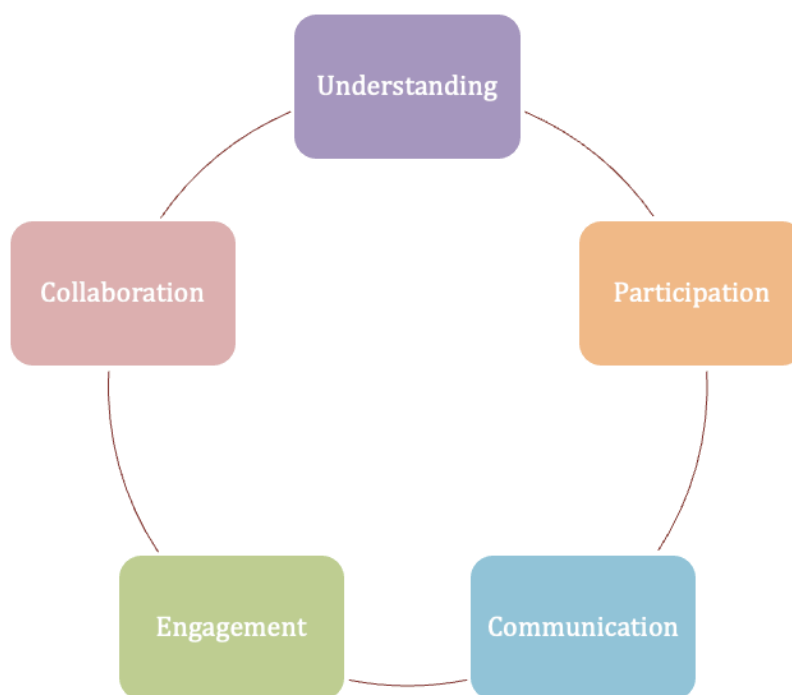 Understanding
Collaboration
Participation
Engagement
Communication